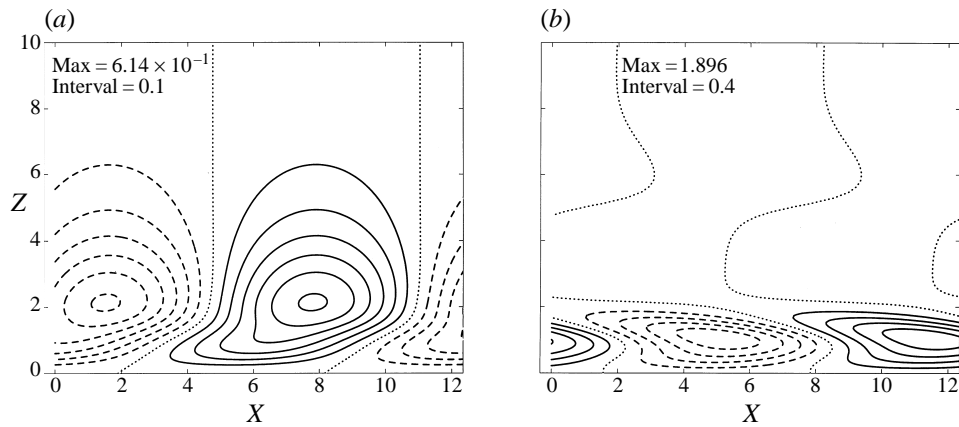 (a)
Max = 6.14 × 10⁻¹
Interval = 0.1
10
8
6
4
2
0
Z
0 2 4 6 8 10 12
X
(b)
Max = 1.896
Interval = 0.4
0 2 4 6 8 10 12
X